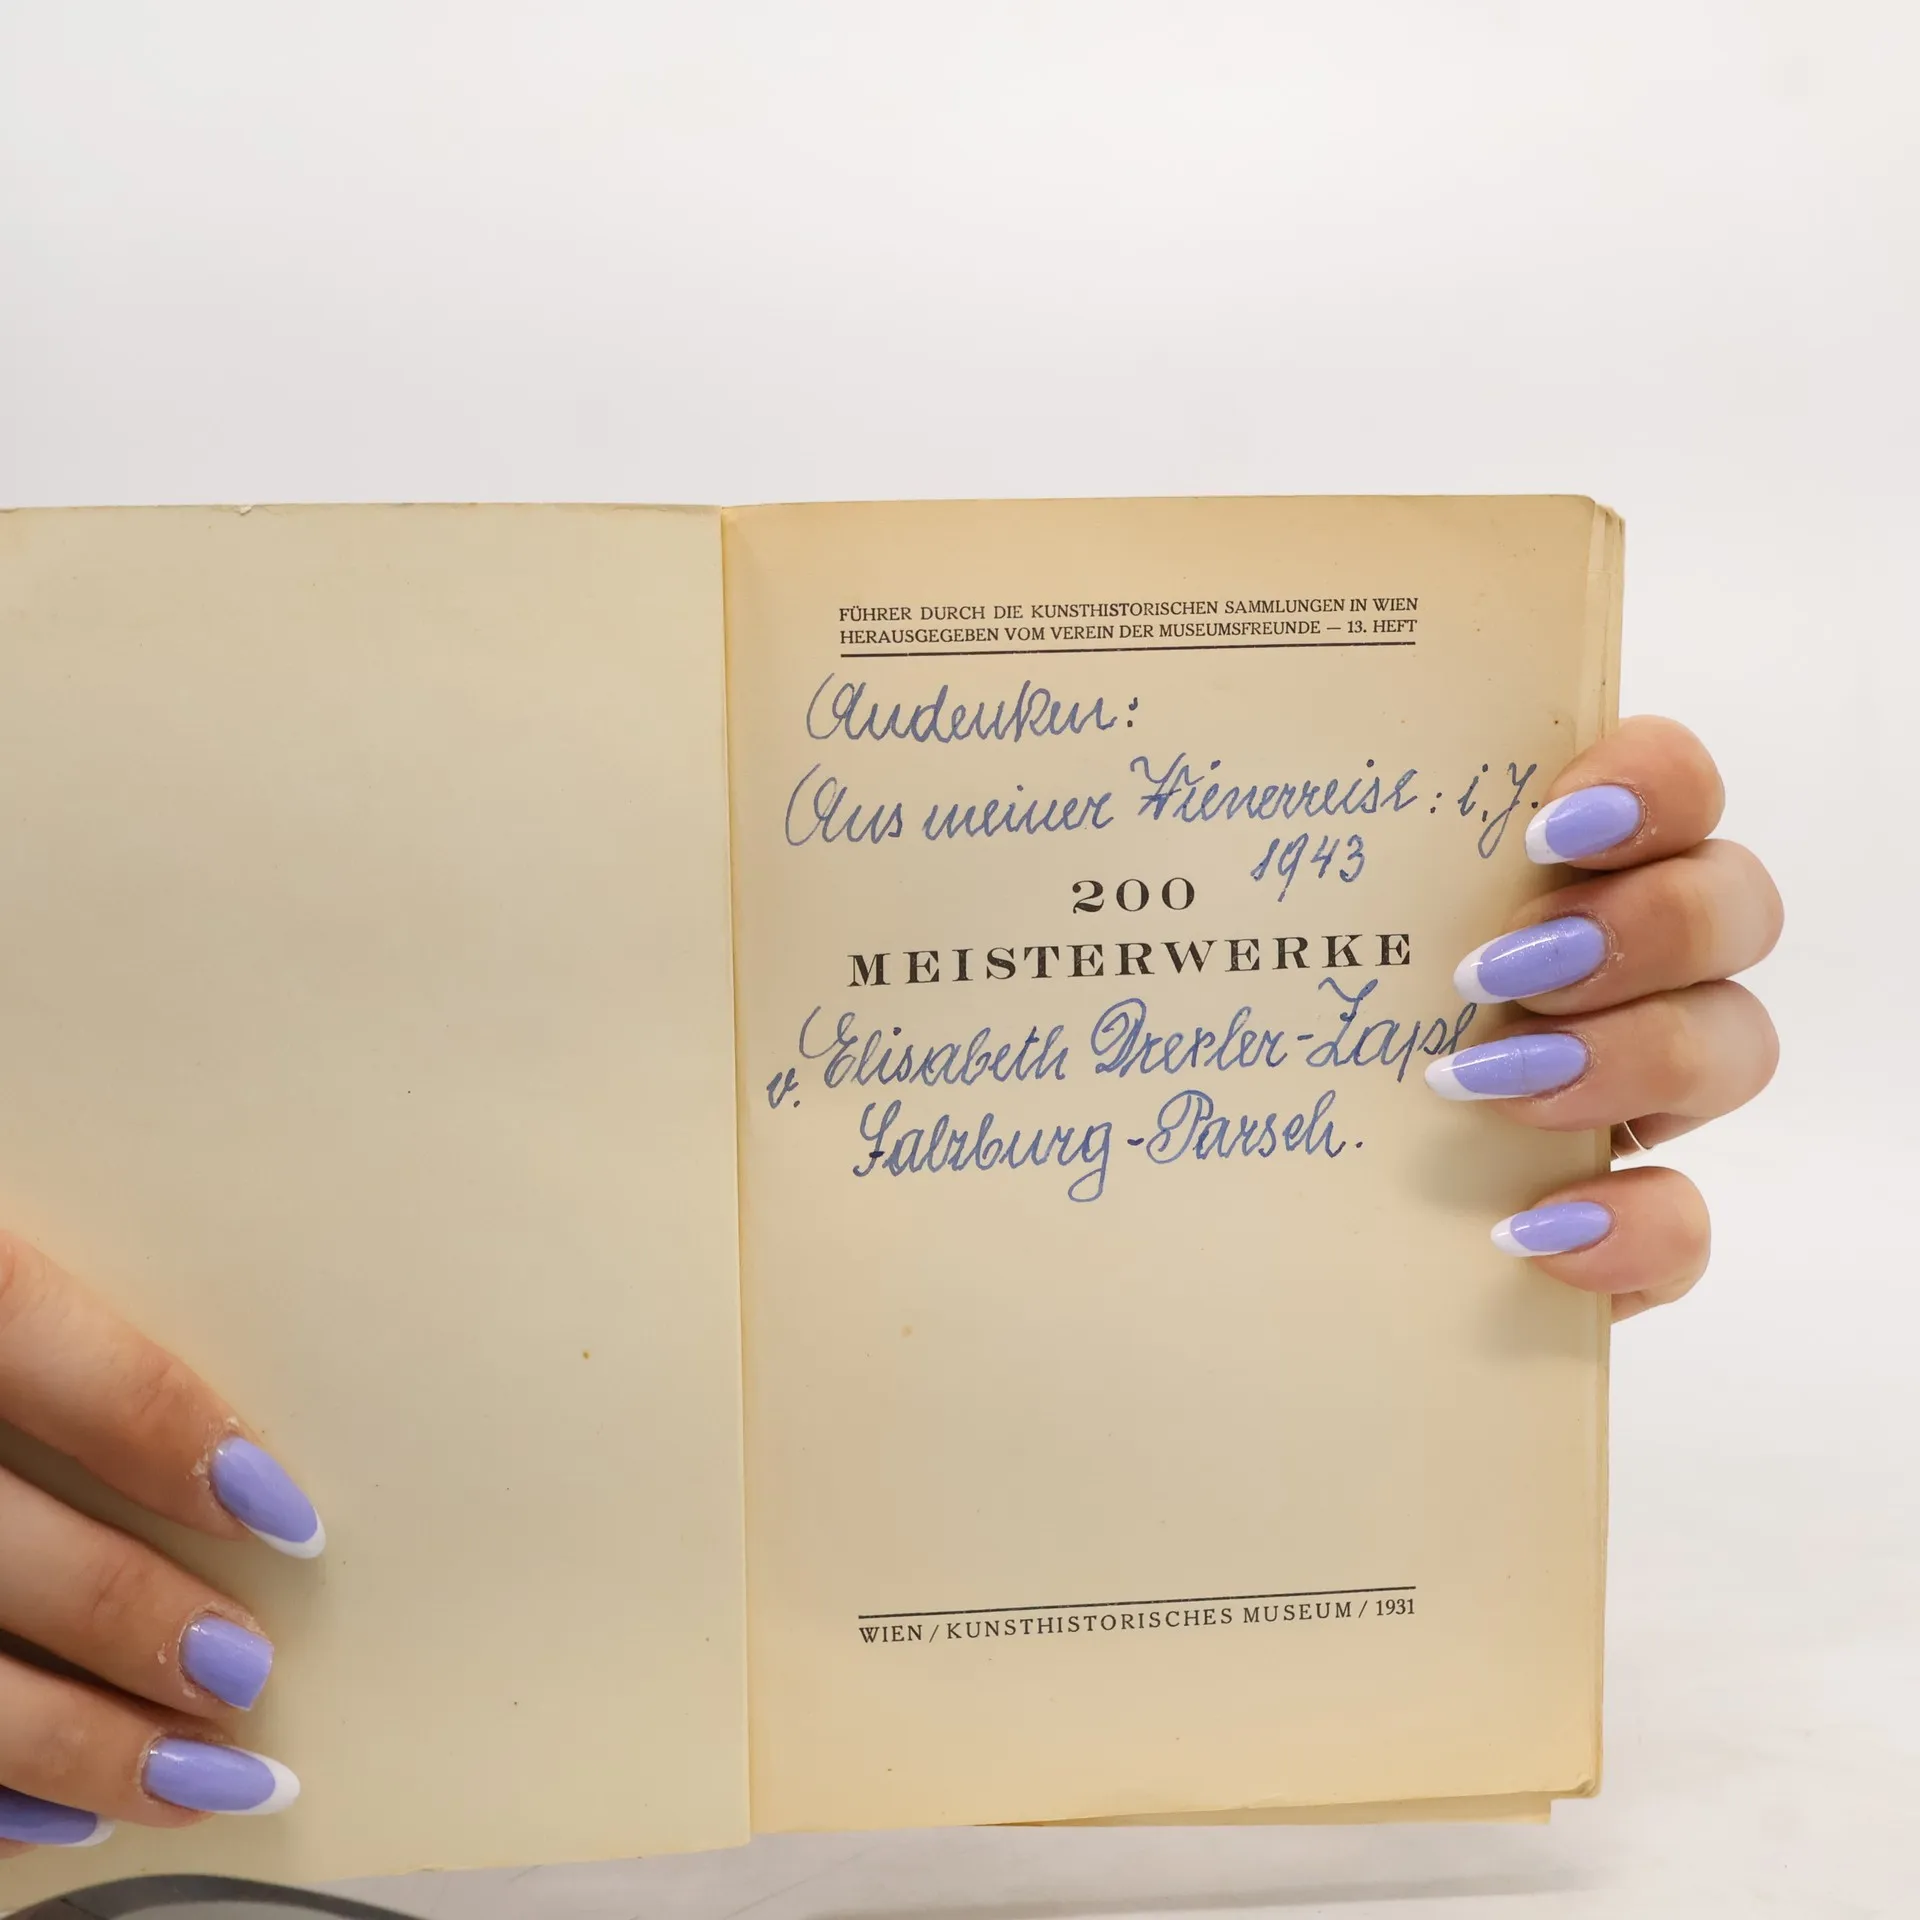 FÜHRER DURCH DIE KUNSTHISTORISCHEN SAMMLUNGEN IN WIEN
HERAUSGEGEBEN VOM VEREIN DER MUSEUMSFREUNDE — 13. HEFT
Andenken:
Aus meiner Wienerreise: i. J.
1943
200
MEISTERWERKE
v. Elisabeth Drexler-
Salzburg-Parsch.
WIEN / KUNSTHISTORISCHES MUSEUM / 1931